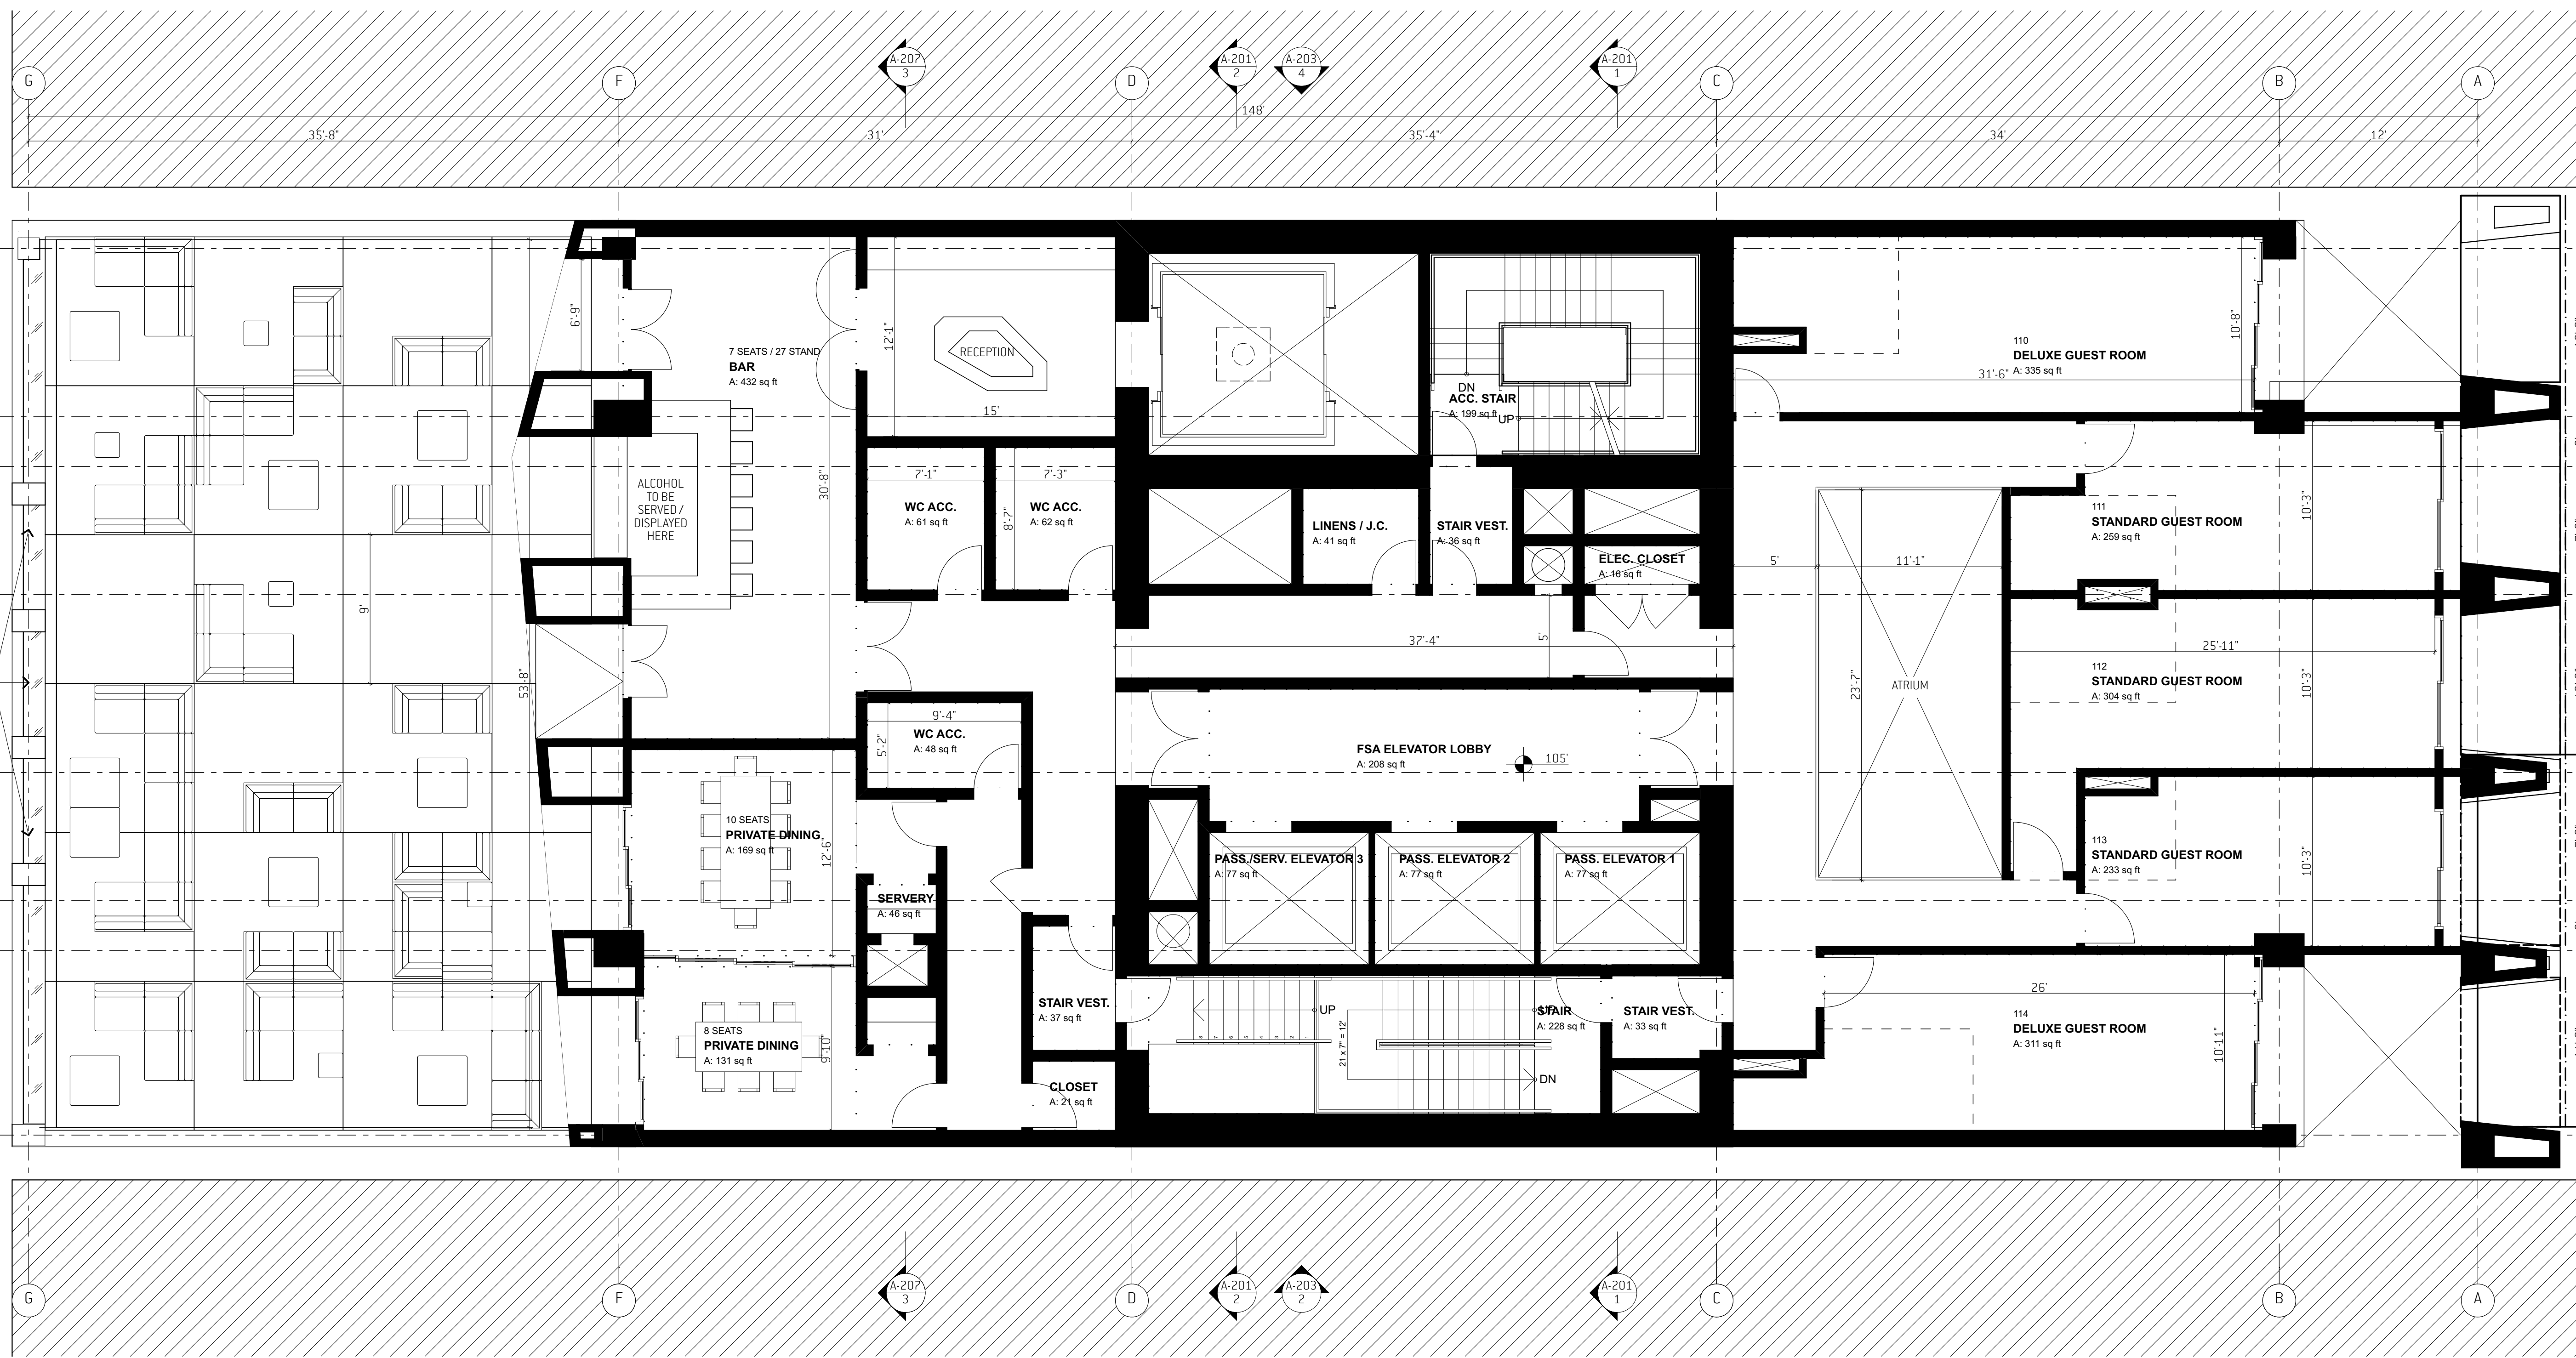 A-207
3
A-201
2
A-203
4
A-201
1
G
F
D
C
B
A
148'
35'-8"
31'
35'-4"
34'
12'
6'-9"
12'-1"
RECEPTION
15'
7 SEATS / 27 STAND
BAR
A: 432 sq ft
30'-8"
ALCOHOL
TO BE
SERVED /
DISPLAYED
HERE
7'-1"
WC ACC.
A: 61 sq ft
7'-3"
8'-7"
WC ACC.
A: 62 sq ft
DN
ACC. STAIR
A: 199 sq ft
UP
LINENS / J.C.
A: 41 sq ft
STAIR VEST.
A: 36 sq ft
ELEC. CLOSET
A: 16 sq ft
110
DELUXE GUEST ROOM
A: 335 sq ft
31'-6"
10'-8"
111
STANDARD GUEST ROOM
A: 259 sq ft
10'-3"
5'
11'-1"
23'-7"
ATRIUM
25'-11"
112
STANDARD GUEST ROOM
A: 304 sq ft
10'-3"
113
STANDARD GUEST ROOM
A: 233 sq ft
10'-3"
26'
114
DELUXE GUEST ROOM
A: 311 sq ft
10'-11"
9'
53'-8"
37'-4"
5'
9'-4"
5'-2"
WC ACC.
A: 48 sq ft
FSA ELEVATOR LOBBY
A: 208 sq ft
105'
10 SEATS
PRIVATE DINING
A: 169 sq ft
12'-6"
SERVERY
A: 46 sq ft
PASS./SERV. ELEVATOR 3
A: 77 sq ft
PASS. ELEVATOR 2
A: 77 sq ft
PASS. ELEVATOR 1
A: 77 sq ft
8 SEATS
PRIVATE DINING
A: 131 sq ft
9'-10"
STAIR VEST.
A: 37 sq ft
CLOSET
A: 21 sq ft
UP
21 x 7" = 12'
UP
STAIR
A: 228 sq ft
DN
STAIR VEST.
A: 33 sq ft
A-207
3
A-201
2
A-203
2
A-201
1
G
F
D
C
B
A